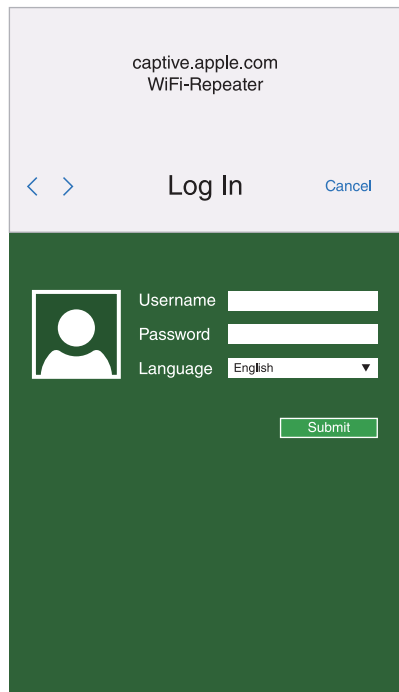 captive.apple.com
WiFi-Repeater
Log In
Cancel
Username
Password
Language
English
Submit